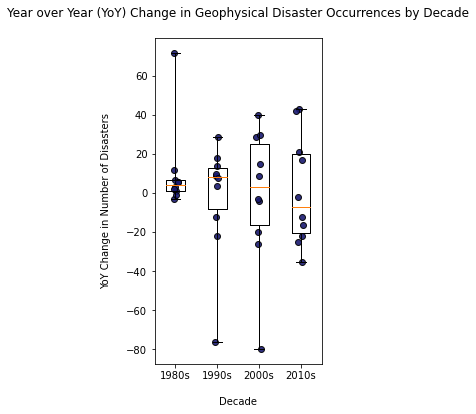 Year over Year (YoY) Change in Geophysical Disaster Occurrences by Decade
YoY Change in Number of Disasters
60
40
20
0
−20
−40
−60
−80
1980s 1990s 2000s 2010s
Decade